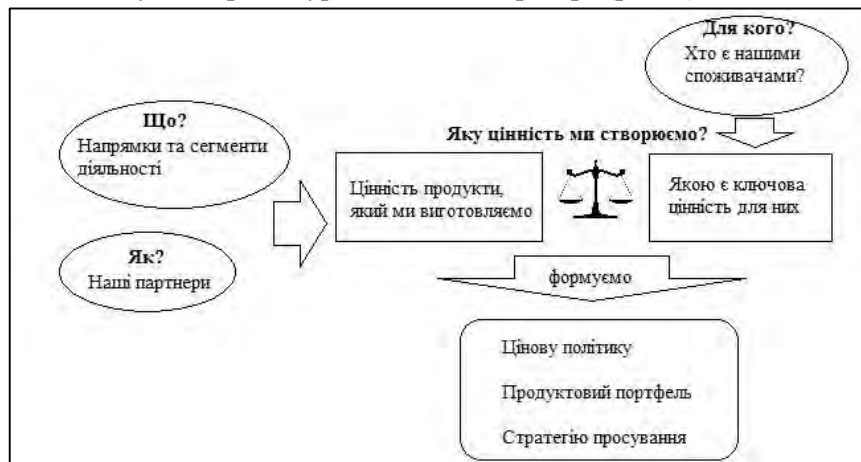 Для кого?
Хто є нашими
споживачами?
Що?
Напрямки та сегменти
діяльності
Яку цінність ми створюємо?
Цінність продукти,
який ми виготовляємо
Якою є ключова
цінність для них
Як?
Наші партнери
формуємо
Цінову політику
Продуктовий портфель
Стратегію просування